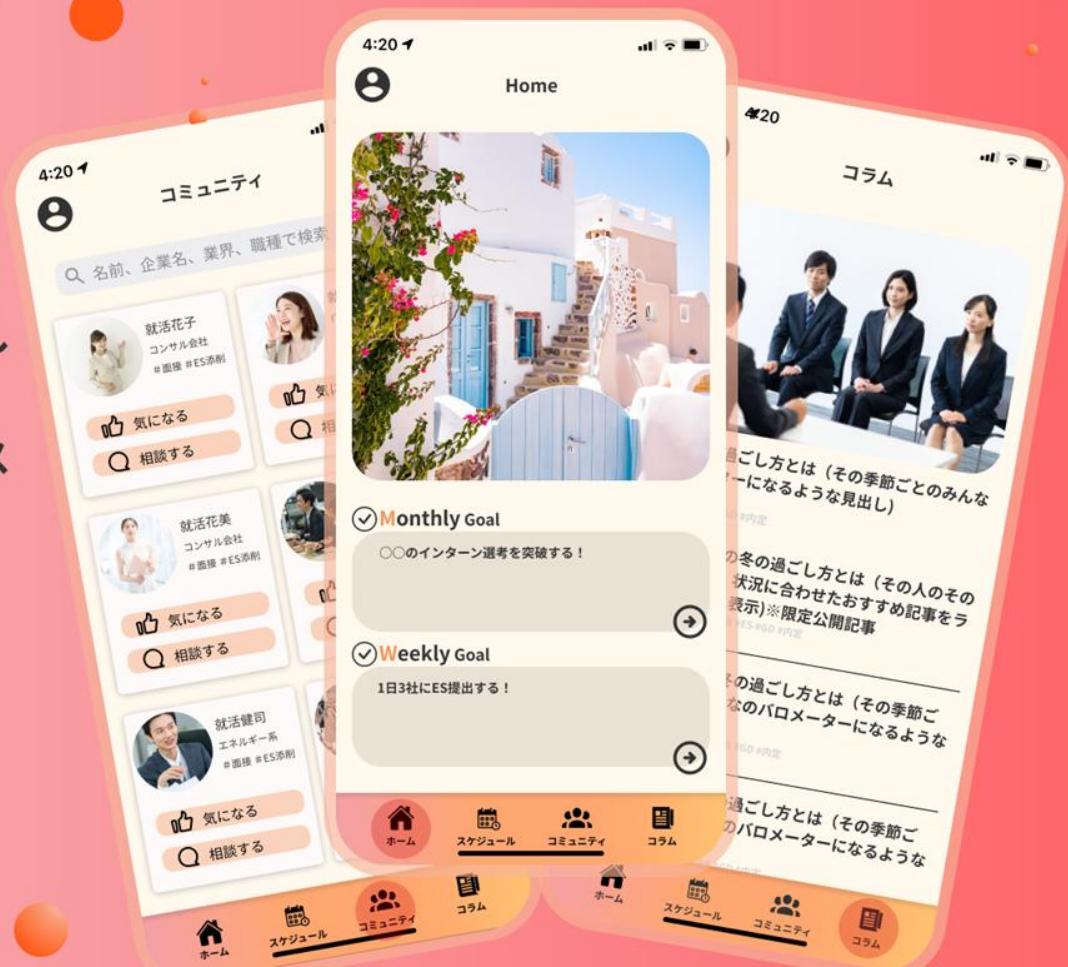 4:20
コミュニティ
名前、企業名、業界、職種で検索
就活花子
コンサル会社
#面接 #ES添削
気になる
相談する
就活花美
コンサル会社
#面接 #ES添削
気になる
相談する
就活健司
エネルギー系
#面接 #ES添削
気になる
相談する
ホーム
スケジュール
コミュニティ
コラム
4:20
Home
Monthly Goal
○○のインターン選考を突破する！
Weekly Goal
1日3社にES提出する！
ホーム
スケジュール
コミュニティ
コラム
20
コラム
過ごし方とは（その季節ごとのみんな
ーになるような見出し）
#内定
の冬の過ごし方とは（その人のその
状況に合わせたおすすめ記事をラ
表示)※限定公開記事
#ES #GD #内定
の過ごし方とは（その季節ご
なのバロメーターになるような
#GD #内定
過ごし方とは（その季節ご
のバロメーターになるような
ホーム
スケジュール
コミュニティ
コラム